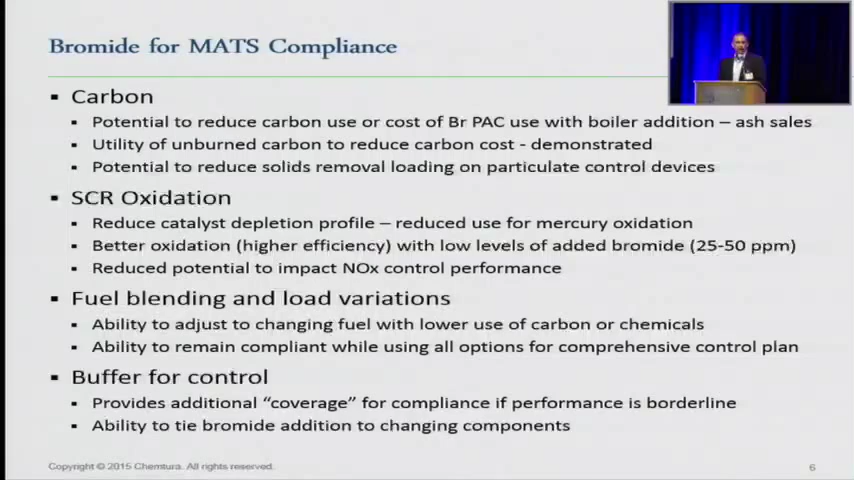 Bromide for MATS Compliance
▪ Carbon
▪ Potential to reduce carbon use or cost of Br PAC use with boiler addition – ash sales
▪ Utility of unburned carbon to reduce carbon cost - demonstrated
▪ Potential to reduce solids removal loading on particulate control devices
▪ SCR Oxidation
▪ Reduce catalyst depletion profile – reduced use for mercury oxidation
▪ Better oxidation (higher efficiency) with low levels of added bromide (25-50 ppm)
▪ Reduced potential to impact NOx control performance
▪ Fuel blending and load variations
▪ Ability to adjust to changing fuel with lower use of carbon or chemicals
▪ Ability to remain compliant while using all options for comprehensive control plan
▪ Buffer for control
▪ Provides additional “coverage” for compliance if performance is borderline
▪ Ability to tie bromide addition to changing components
Copyright © 2015 Chemtura. All rights reserved.
6